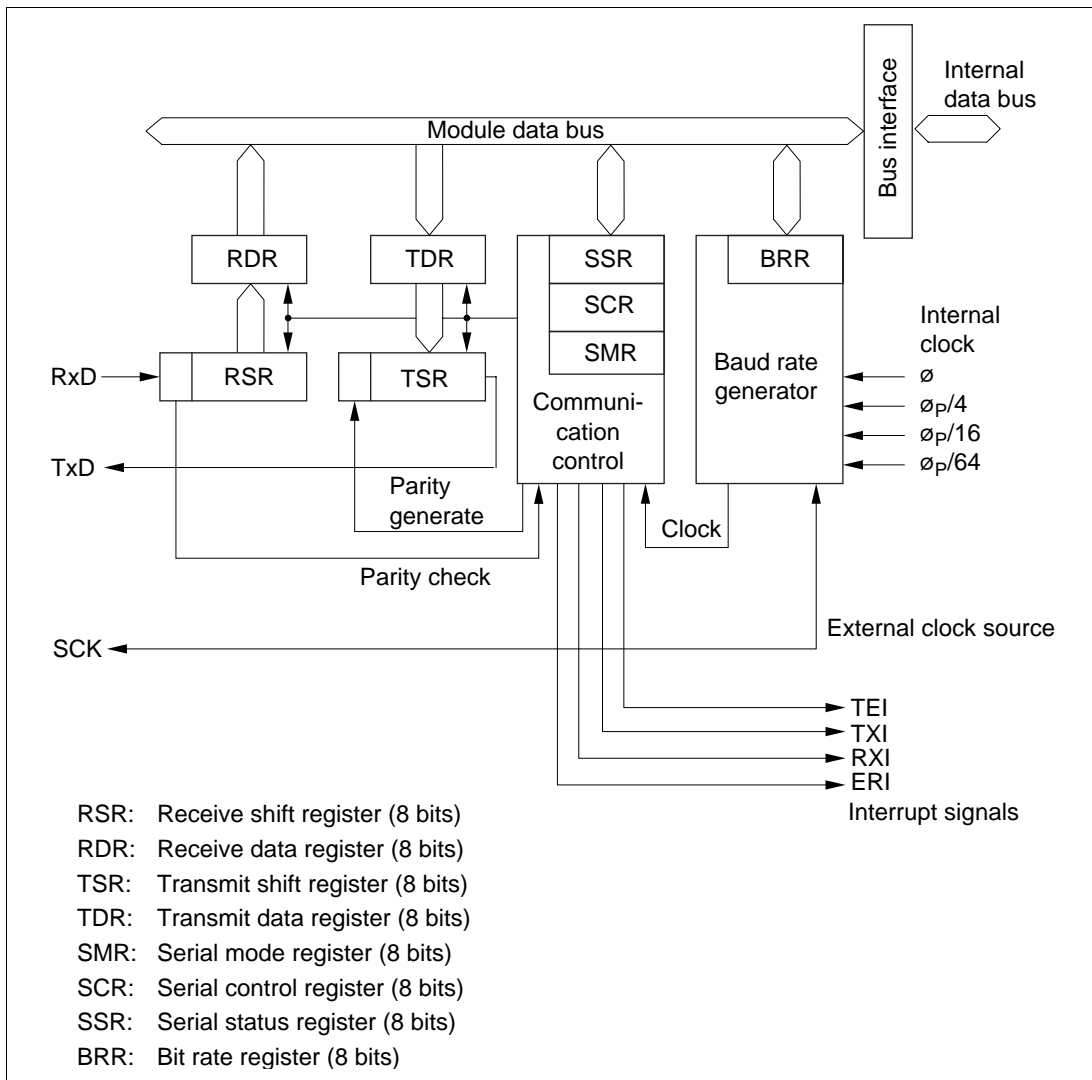 Internal
data bus
Module data bus
Bus interface
RDR
TDR
SSR
BRR
SCR
Internal
clock
SMR
Baud rate
generator
RxD
RSR
TSR
ø
øP/4
Communi-
cation
control
øP/16
TxD
øP/64
Parity
generate
Clock
Parity check
External clock source
SCK
TEI
TXI
RXI
ERI
Interrupt signals
RSR: Receive shift register (8 bits)
RDR: Receive data register (8 bits)
TSR: Transmit shift register (8 bits)
TDR: Transmit data register (8 bits)
SMR: Serial mode register (8 bits)
SCR: Serial control register (8 bits)
SSR: Serial status register (8 bits)
BRR: Bit rate register (8 bits)